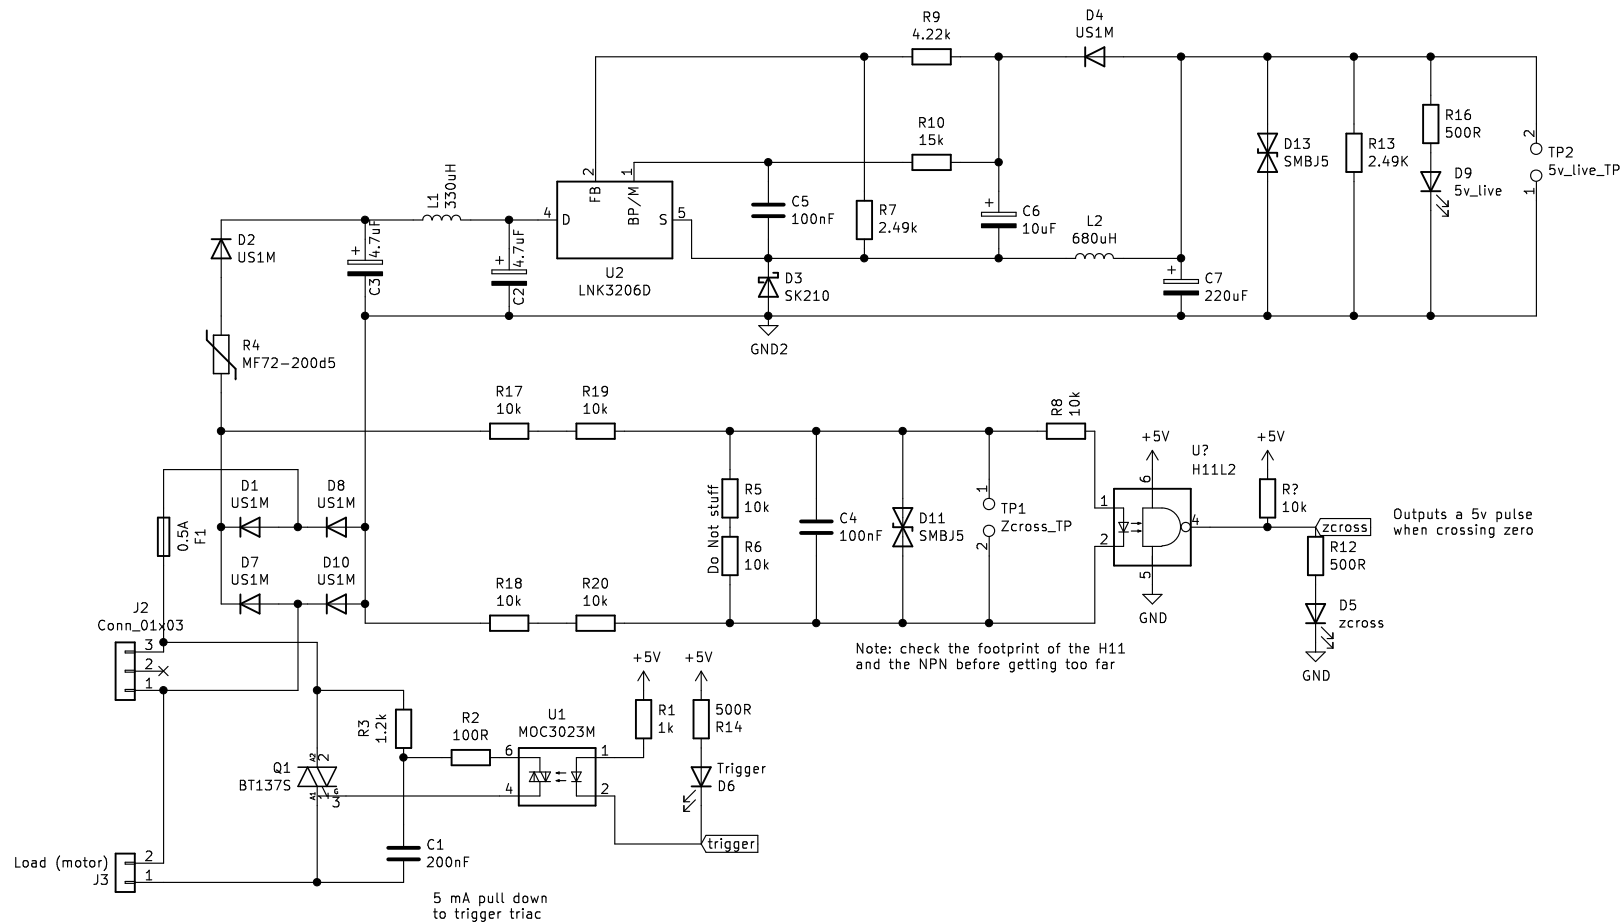 R9
4.22k
D4
US1M
R10
15k
R16
500R
D13
SMBJ5
R13
2.49K
D9
5v_live
2
TP2
5v_live_TP
1
L1
330uH
2
FB
1
BP/M
4
D
S
5
U2
LNK3206D
C5
100nF
R7
2.49k
+
C6
10uF
L2
680uH
+
C7
220uF
D2
US1M
+
4.7uF
C3
+
4.7uF
C2
D3
SK210
GND2
R4
MF72-200d5
R17
10k
R19
10k
R8
10k
+5V
U?
H11L2
+5V
R?
10k
D1
US1M
D8
US1M
0.5A
F1
Do Not stuff
R5
10k
R6
10k
C4
100nF
D11
SMBJ5
1
TP1
Zcross_TP
2
1
2
6
4
5
GND
zcross
Outputs a 5v pulse
when crossing zero
R12
500R
D5
zcross
GND
D7
US1M
D10
US1M
R18
10k
R20
10k
J2
Conn_01x03
3
2
1
Note: check the footprint of the H11
and the NPN before getting too far
+5V
+5V
R3
1.2k
R2
100R
U1
MOC3023M
6
4
1
2
R1
1k
500R
R14
Trigger
D6
trigger
Q1
BT137S
A2
2
A1
1
G
3
C1
200nF
Load (motor)
J3
2
1
5 mA pull down
to trigger triac